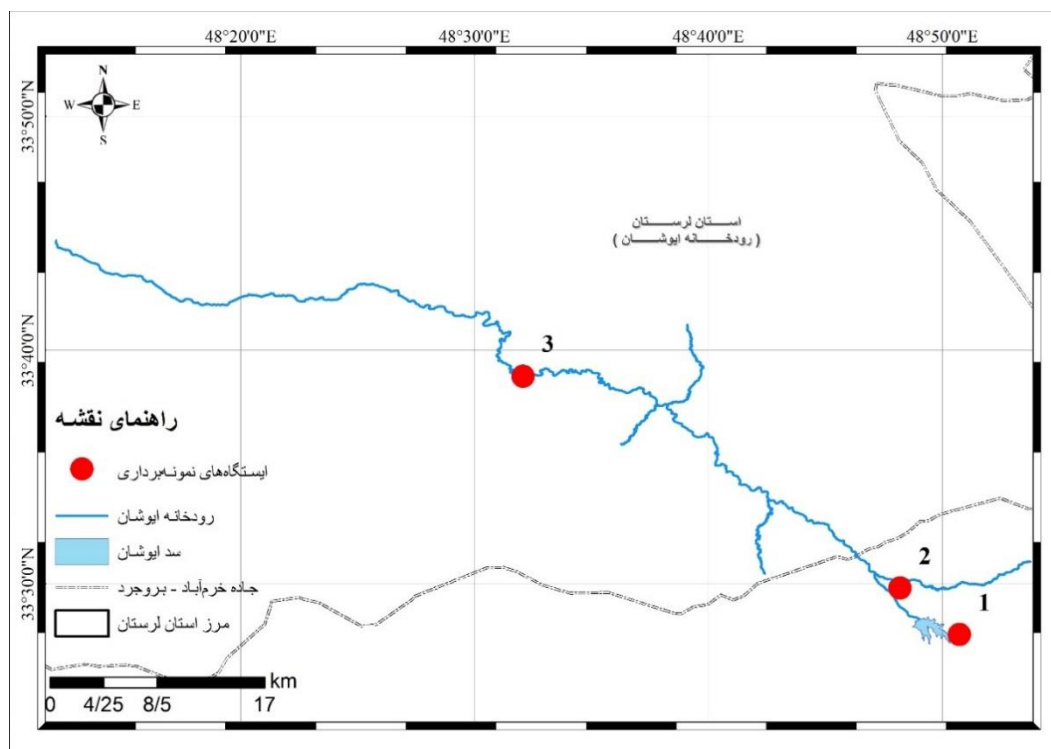 48°20'0"E 48°30'0"E 48°40'0"E 48°50'0"E
33°50'0"N
33°40'0"N
33°30'0"N
N
W E
S
استان لرستان
( رودخانه ایوشان )
3
2
1
راهنمای نقشه
ایستگاه‌های نمونه‌برداری
رودخانه ایوشان
سد ایوشان
جاده خرم‌آباد - بروجرد
مرز استان لرستان
km
0 4/25 8/5 17